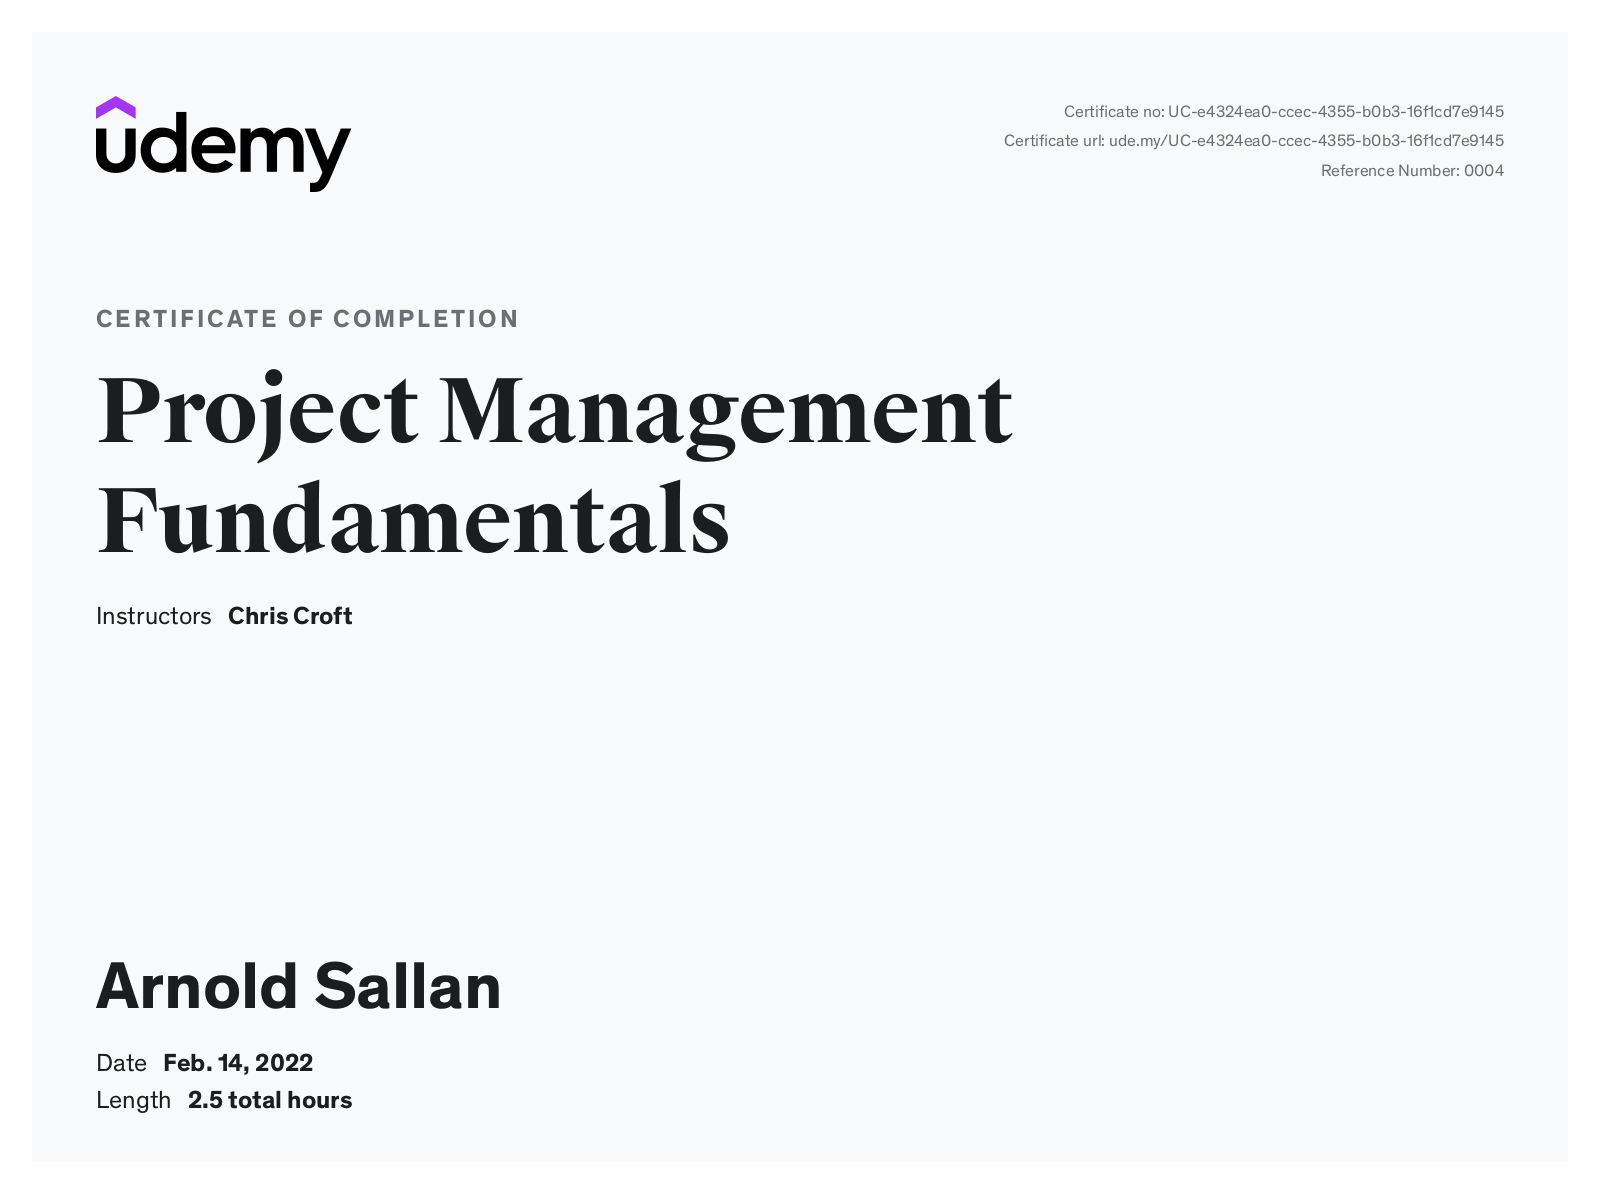 udemy
Certificate no: UC-e4324ea0-ccec-4355-b0b3-16f1cd7e9145
Certificate url: ude.my/UC-e4324ea0-ccec-4355-b0b3-16f1cd7e9145
Reference Number: 0004
CERTIFICATE OF COMPLETION
Project Management
Fundamentals
Instructors Chris Croft
Arnold Sallan
Date Feb. 14, 2022
Length 2.5 total hours